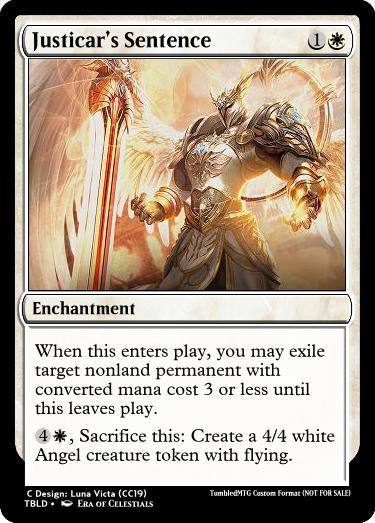 Justicar's Sentence 1
Enchantment
When this enters play, you may exile
target nonland permanent with
converted mana cost 3 or less until
this leaves play.
4, Sacrifice this: Create a 4/4 white
Angel creature token with flying.
C Design: Luna Victa (CC19)
TumbledMTG Custom Format (NOT FOR SALE)
TBLD • Era of Celestials